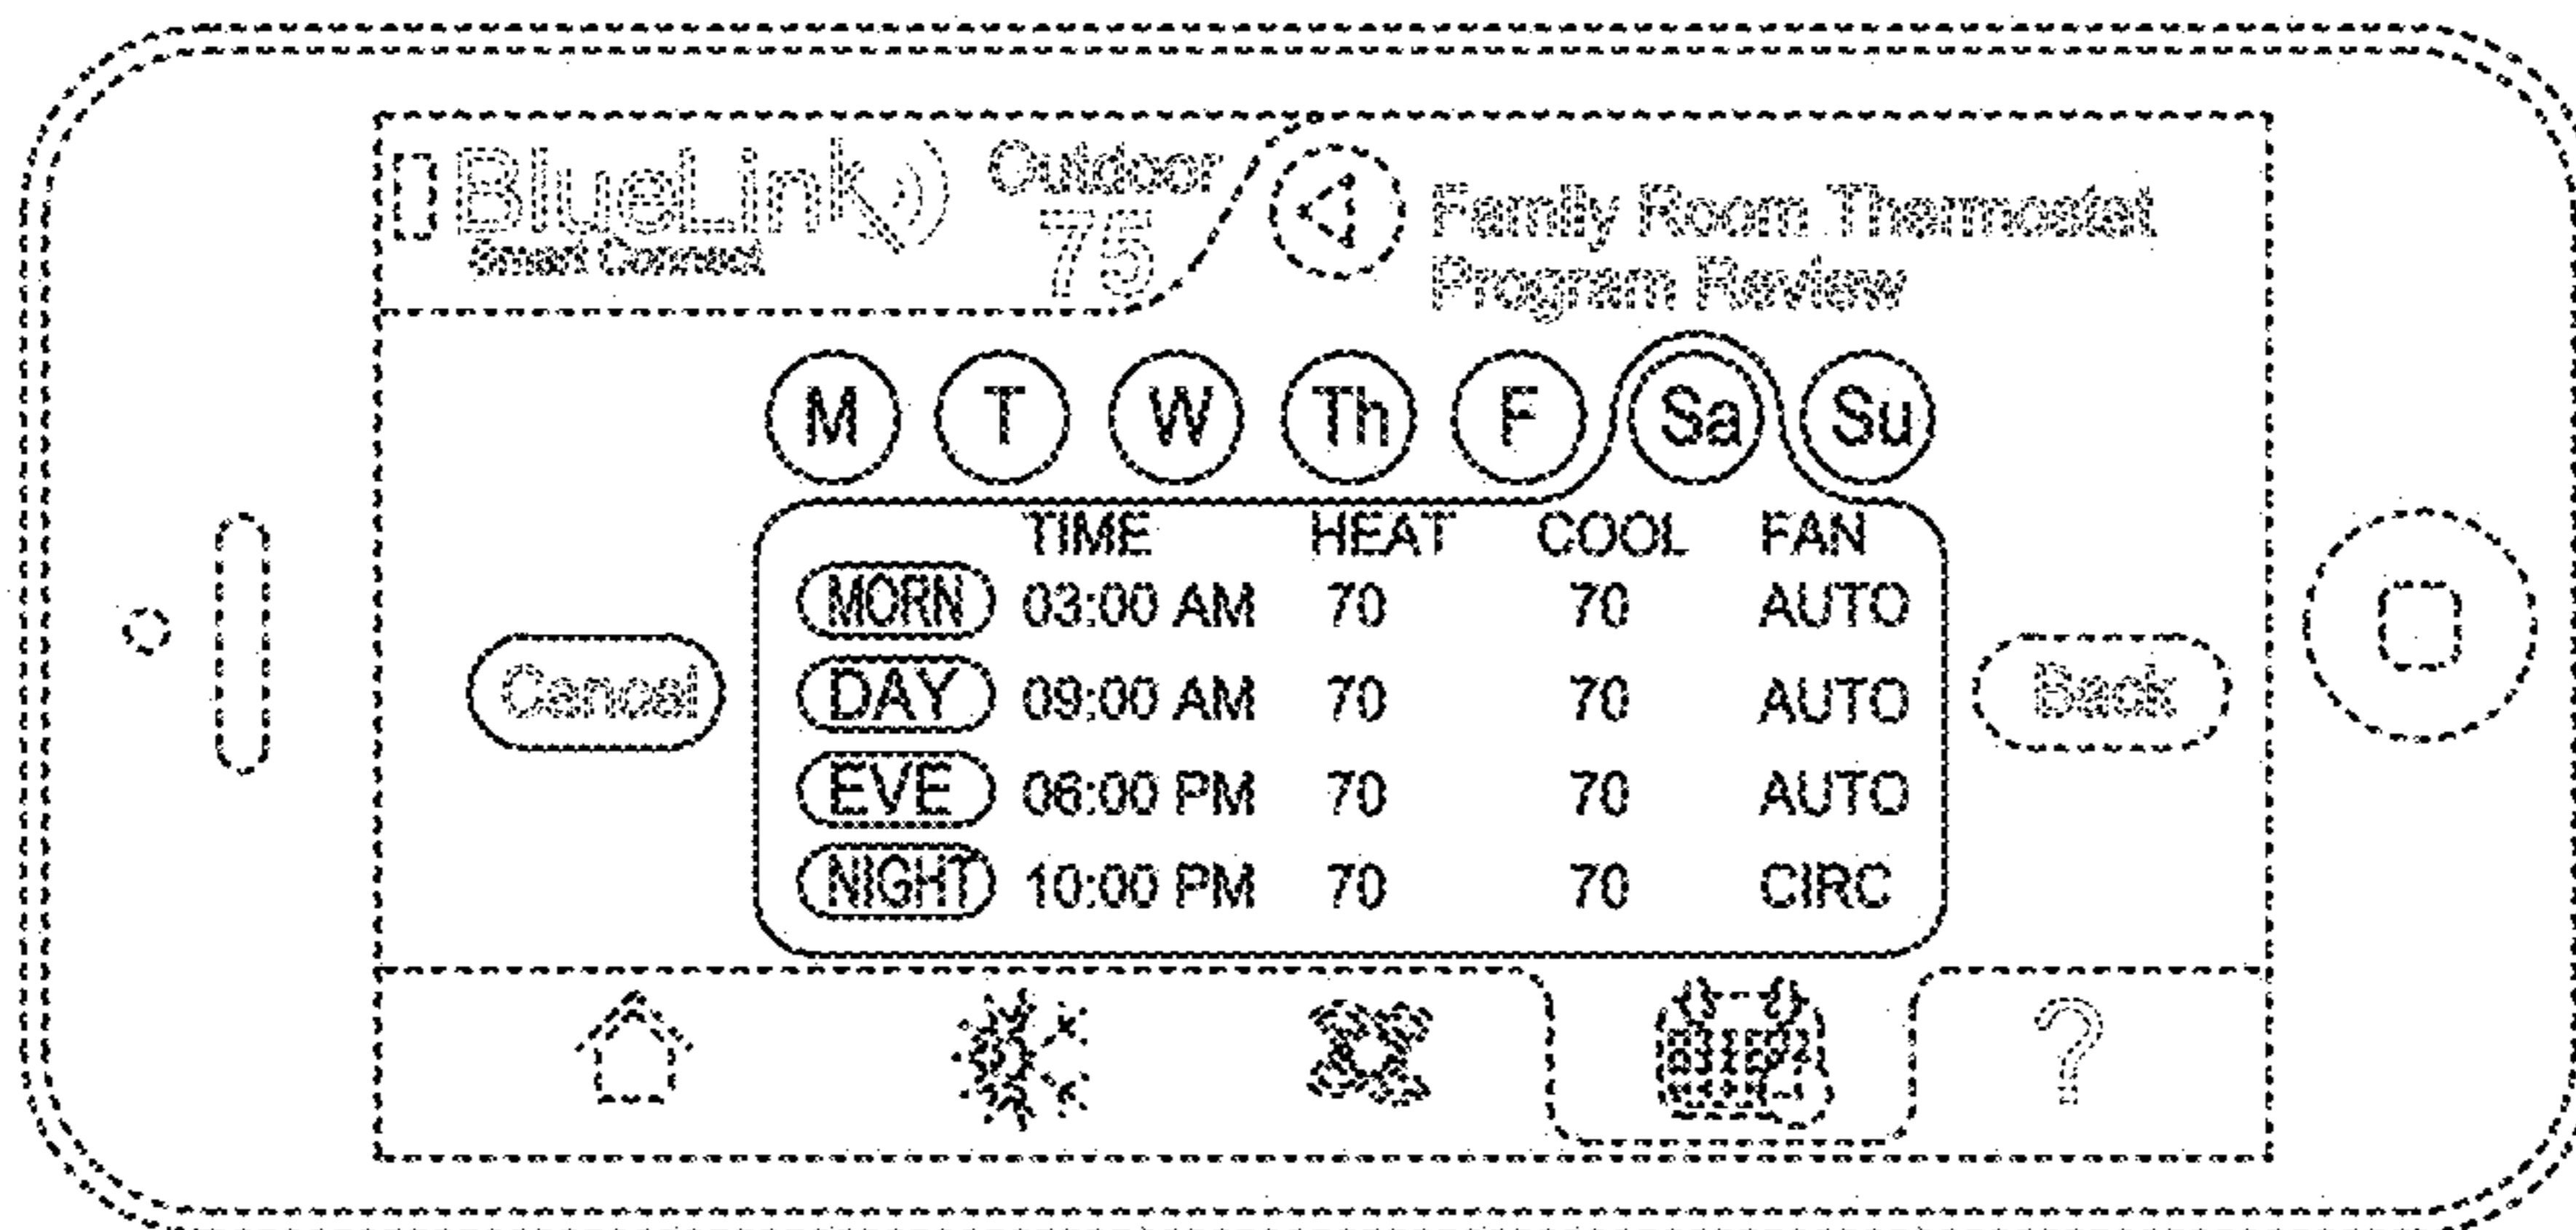 BlueLink
Smart Connect
Outdoor
75
Family Room Thermostat
Program Review
M T W Th F Sa Su
TIME HEAT COOL FAN
MORN 03:00 AM 70 70 AUTO
DAY 09:00 AM 70 70 AUTO
EVE 06:00 PM 70 70 AUTO
NIGHT 10:00 PM 70 70 CIRC
Cancel
Back
?